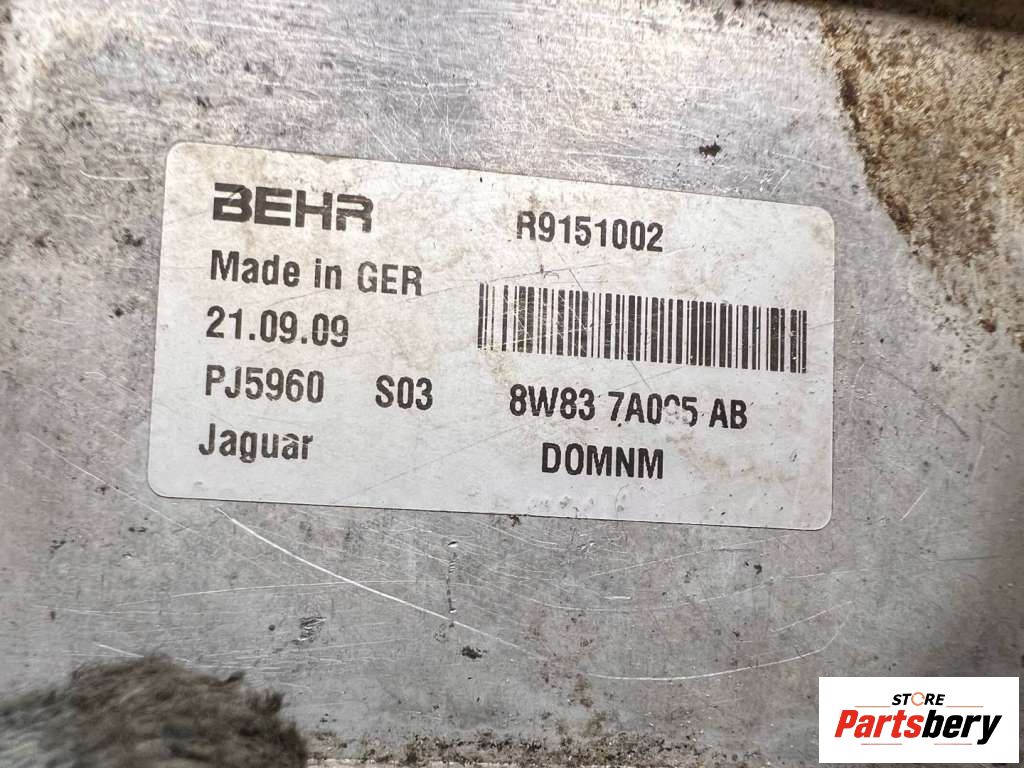 BEHR
R9151002
Made in GER
21.09.09
PJ5960 S03
8W83 AB
Jaguar
DOMNM
STORE
Partsbery